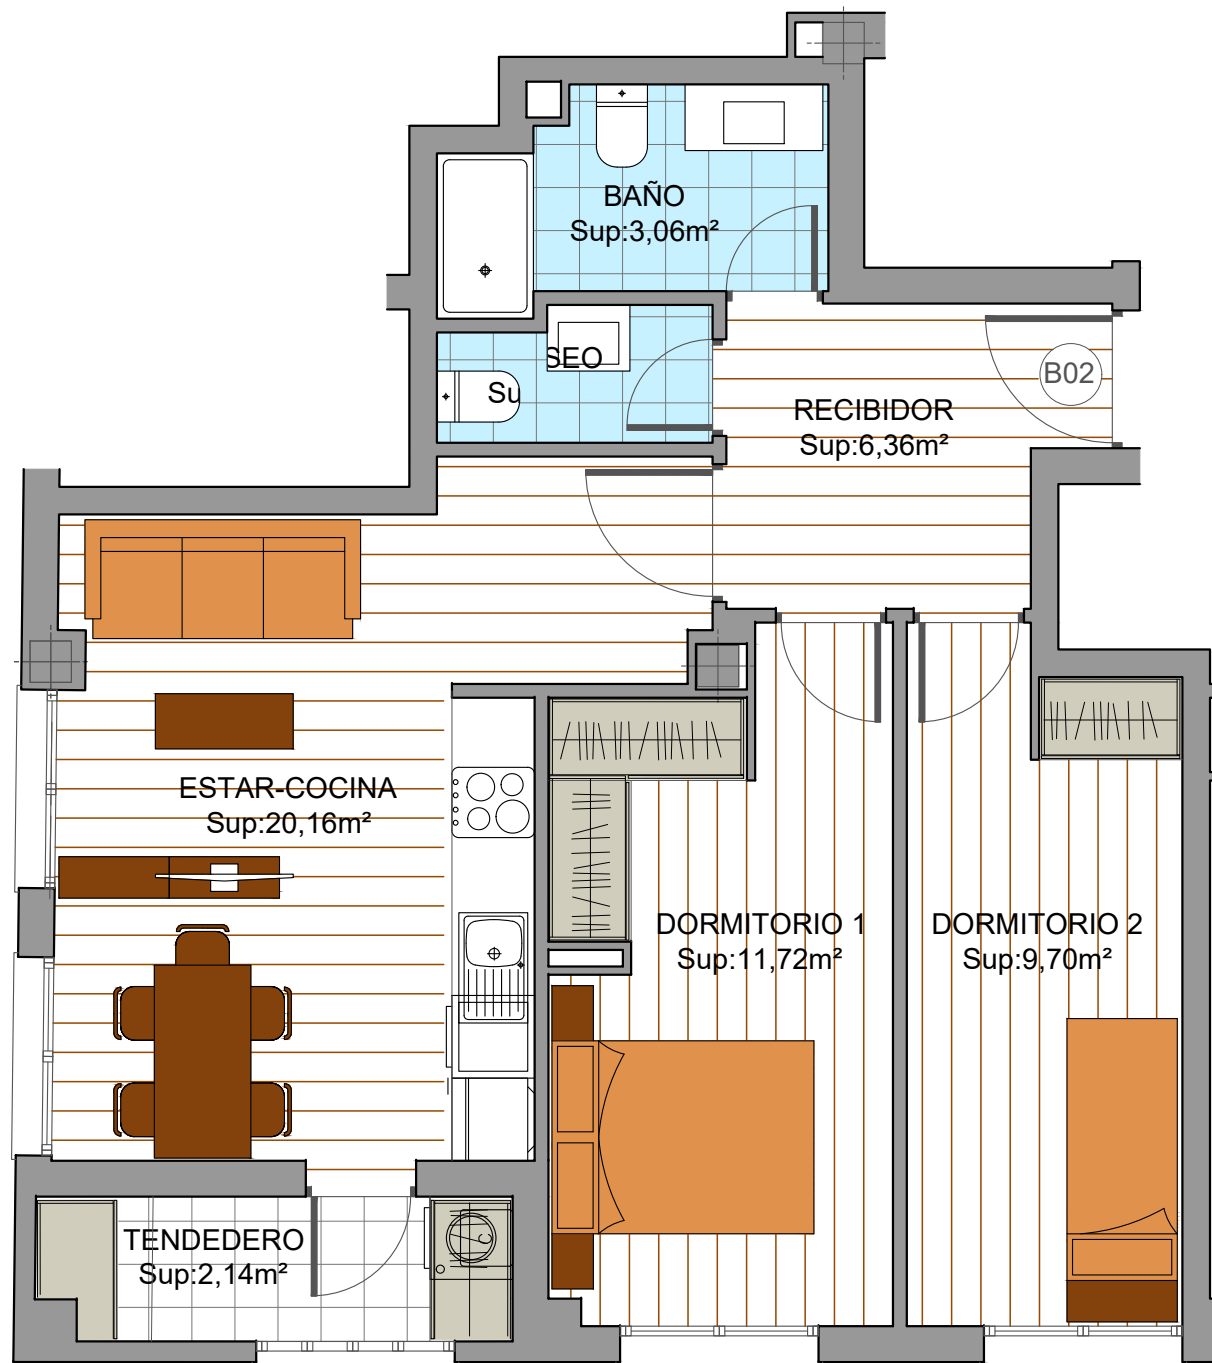 BAÑO
Sup:3,06m²
SEO
Su
B02
RECIBIDOR
Sup:6,36m²
ESTAR-COCINA
Sup:20,16m²
DORMITORIO 1
Sup:11,72m²
DORMITORIO 2
Sup:9,70m²
TENDEDERO
Sup:2,14m²
C